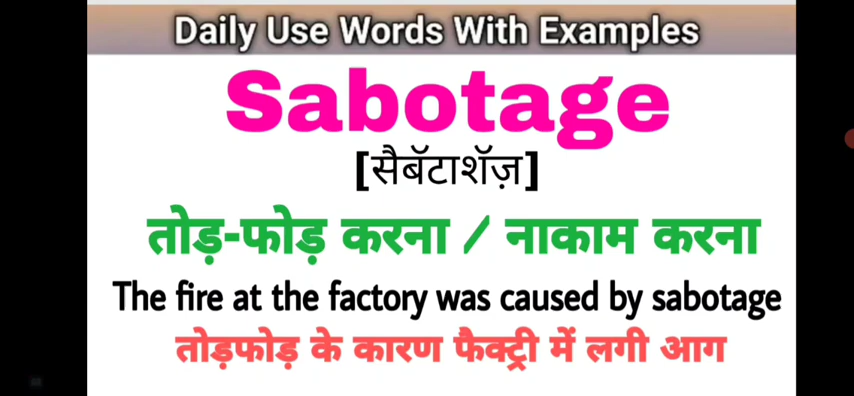 Daily Use Words With Examples
Sabotage
[सैबॅटाशॅज़]
तोड़-फोड़ करना / नाकाम करना
The fire at the factory was caused by sabotage
तोड़फोड़ के कारण फैक्ट्री में लगी आग